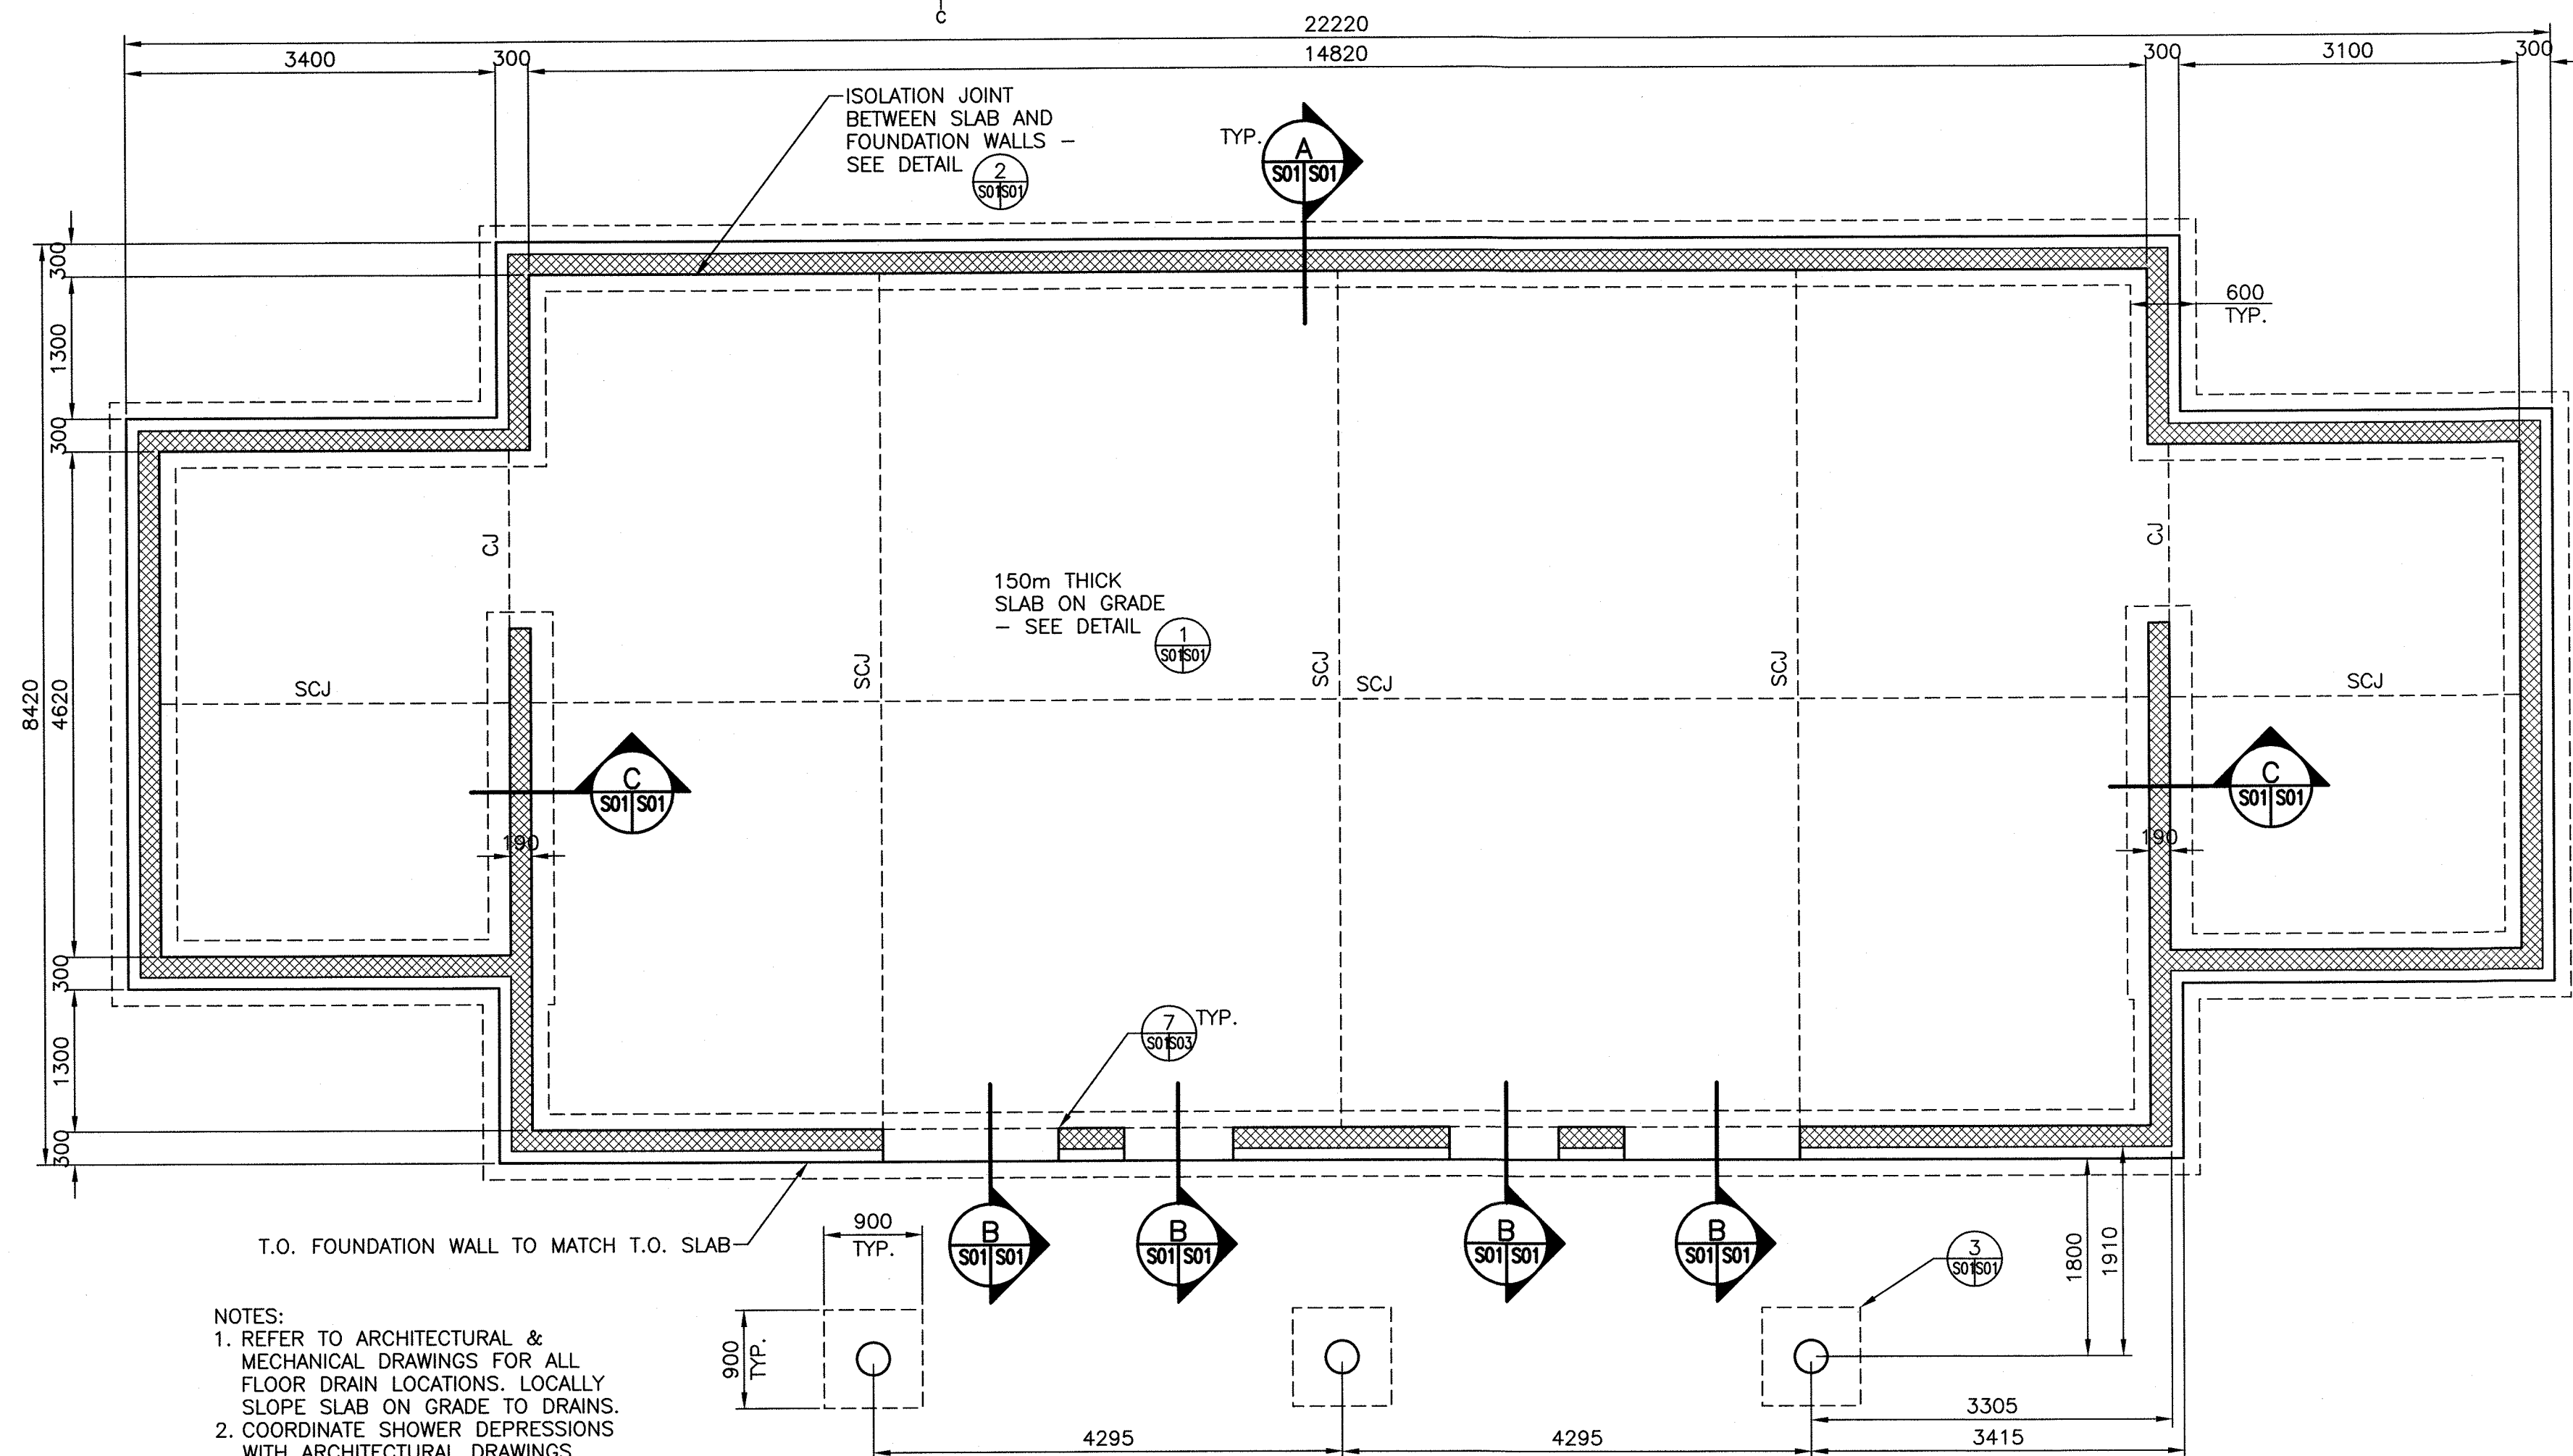 C
22220
3400
300
14820
300
3100
300
ISOLATION JOINT
BETWEEN SLAB AND
FOUNDATION WALLS –
SEE DETAIL
2
S01 S01
TYP.
A
S01 S01
300
1300
300
8420
4620
300
1300
300
600
TYP.
CJ
CJ
150m THICK
SLAB ON GRADE
– SEE DETAIL
1
S01 S01
SCJ
SCJ
SCJ
SCJ
SCJ
SCJ
C
S01 S01
C
S01 S01
190
190
7
S01 S03
TYP.
B
S01 S01
B
S01 S01
B
S01 S01
B
S01 S01
T.O. FOUNDATION WALL TO MATCH T.O. SLAB
900
TYP.
900
TYP.
3
S01 S01
1800
1910
3305
4295
4295
3415
NOTES:
1. REFER TO ARCHITECTURAL &
MECHANICAL DRAWINGS FOR ALL
FLOOR DRAIN LOCATIONS. LOCALLY
SLOPE SLAB ON GRADE TO DRAINS.
2. COORDINATE SHOWER DEPRESSIONS
WITH ARCHITECTURAL DRAWINGS